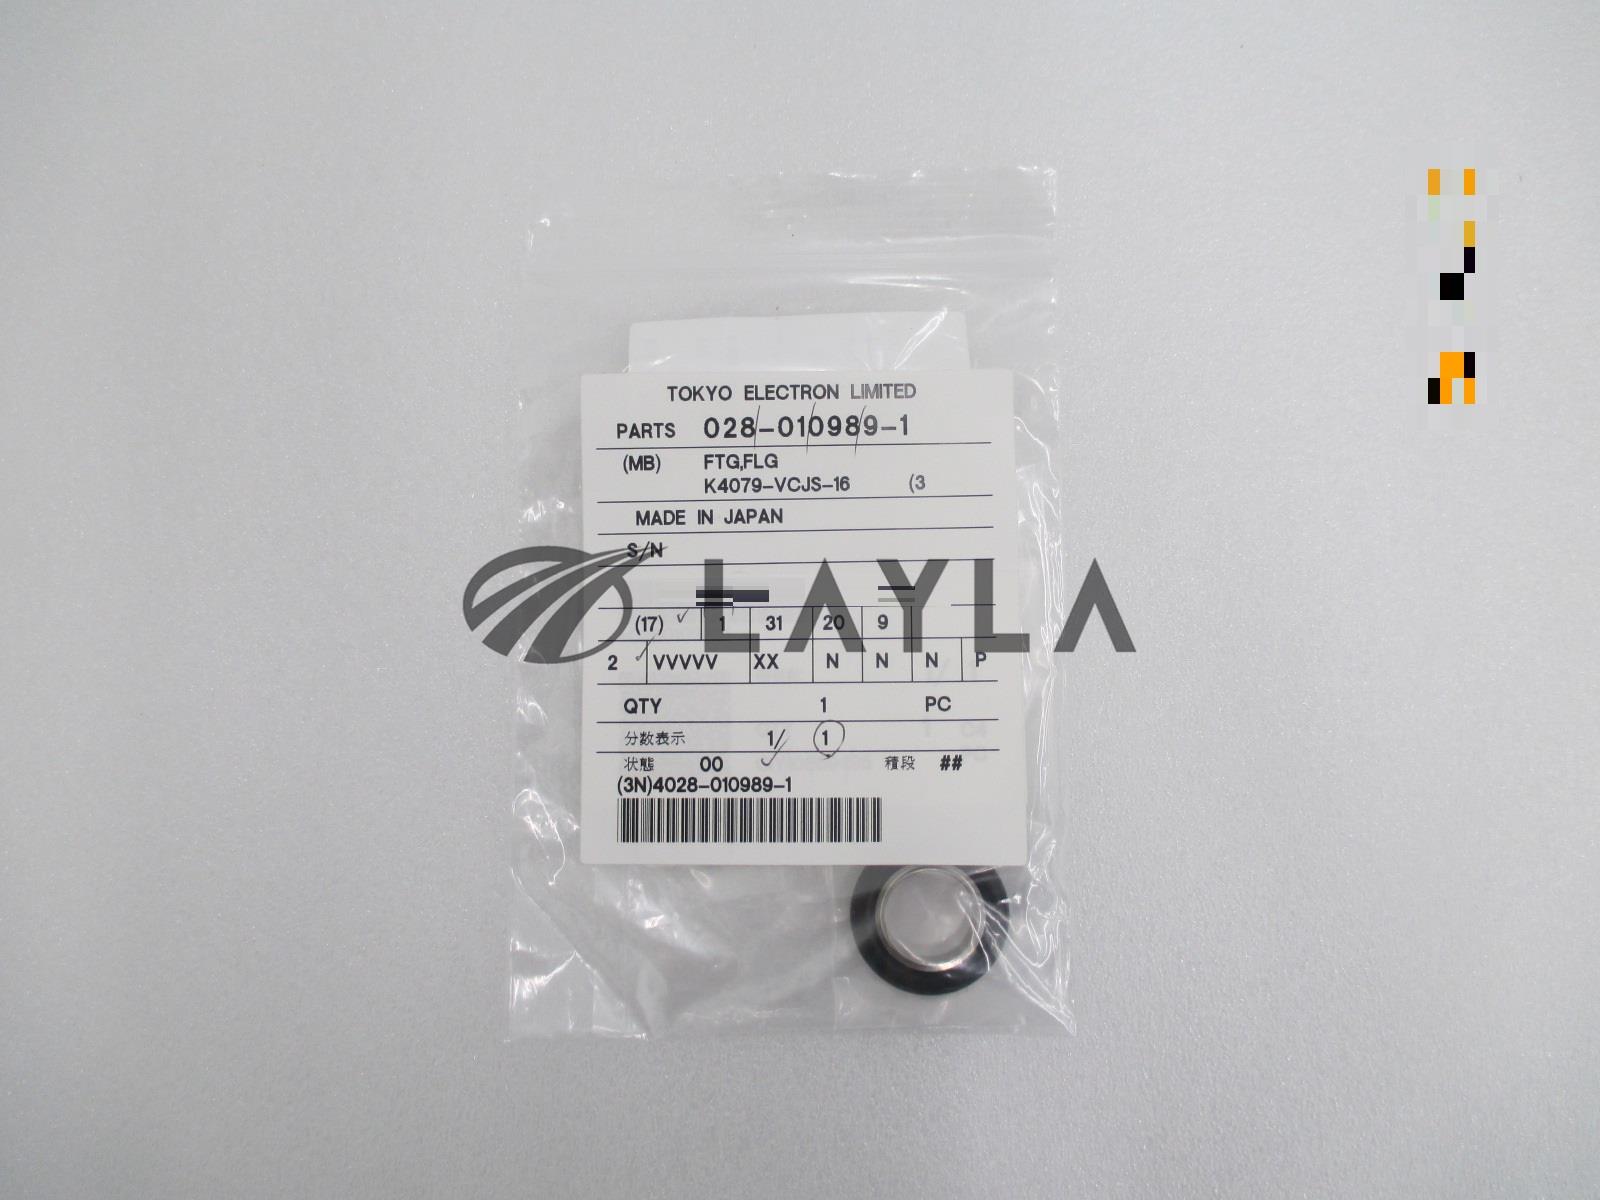 TOKYO ELECTRON LIMITED
PARTS 028-010989-1
(MB) FTG,FLG
K4079-VCJS-16 (3
MADE IN JAPAN
S/N
LAYLA
(17) 1 31 20 9
2 VVVVV XX N N N P
QTY 1 PC
分数表示 1/ 1
状態 00 積段 ##
(3N)4028-010989-1